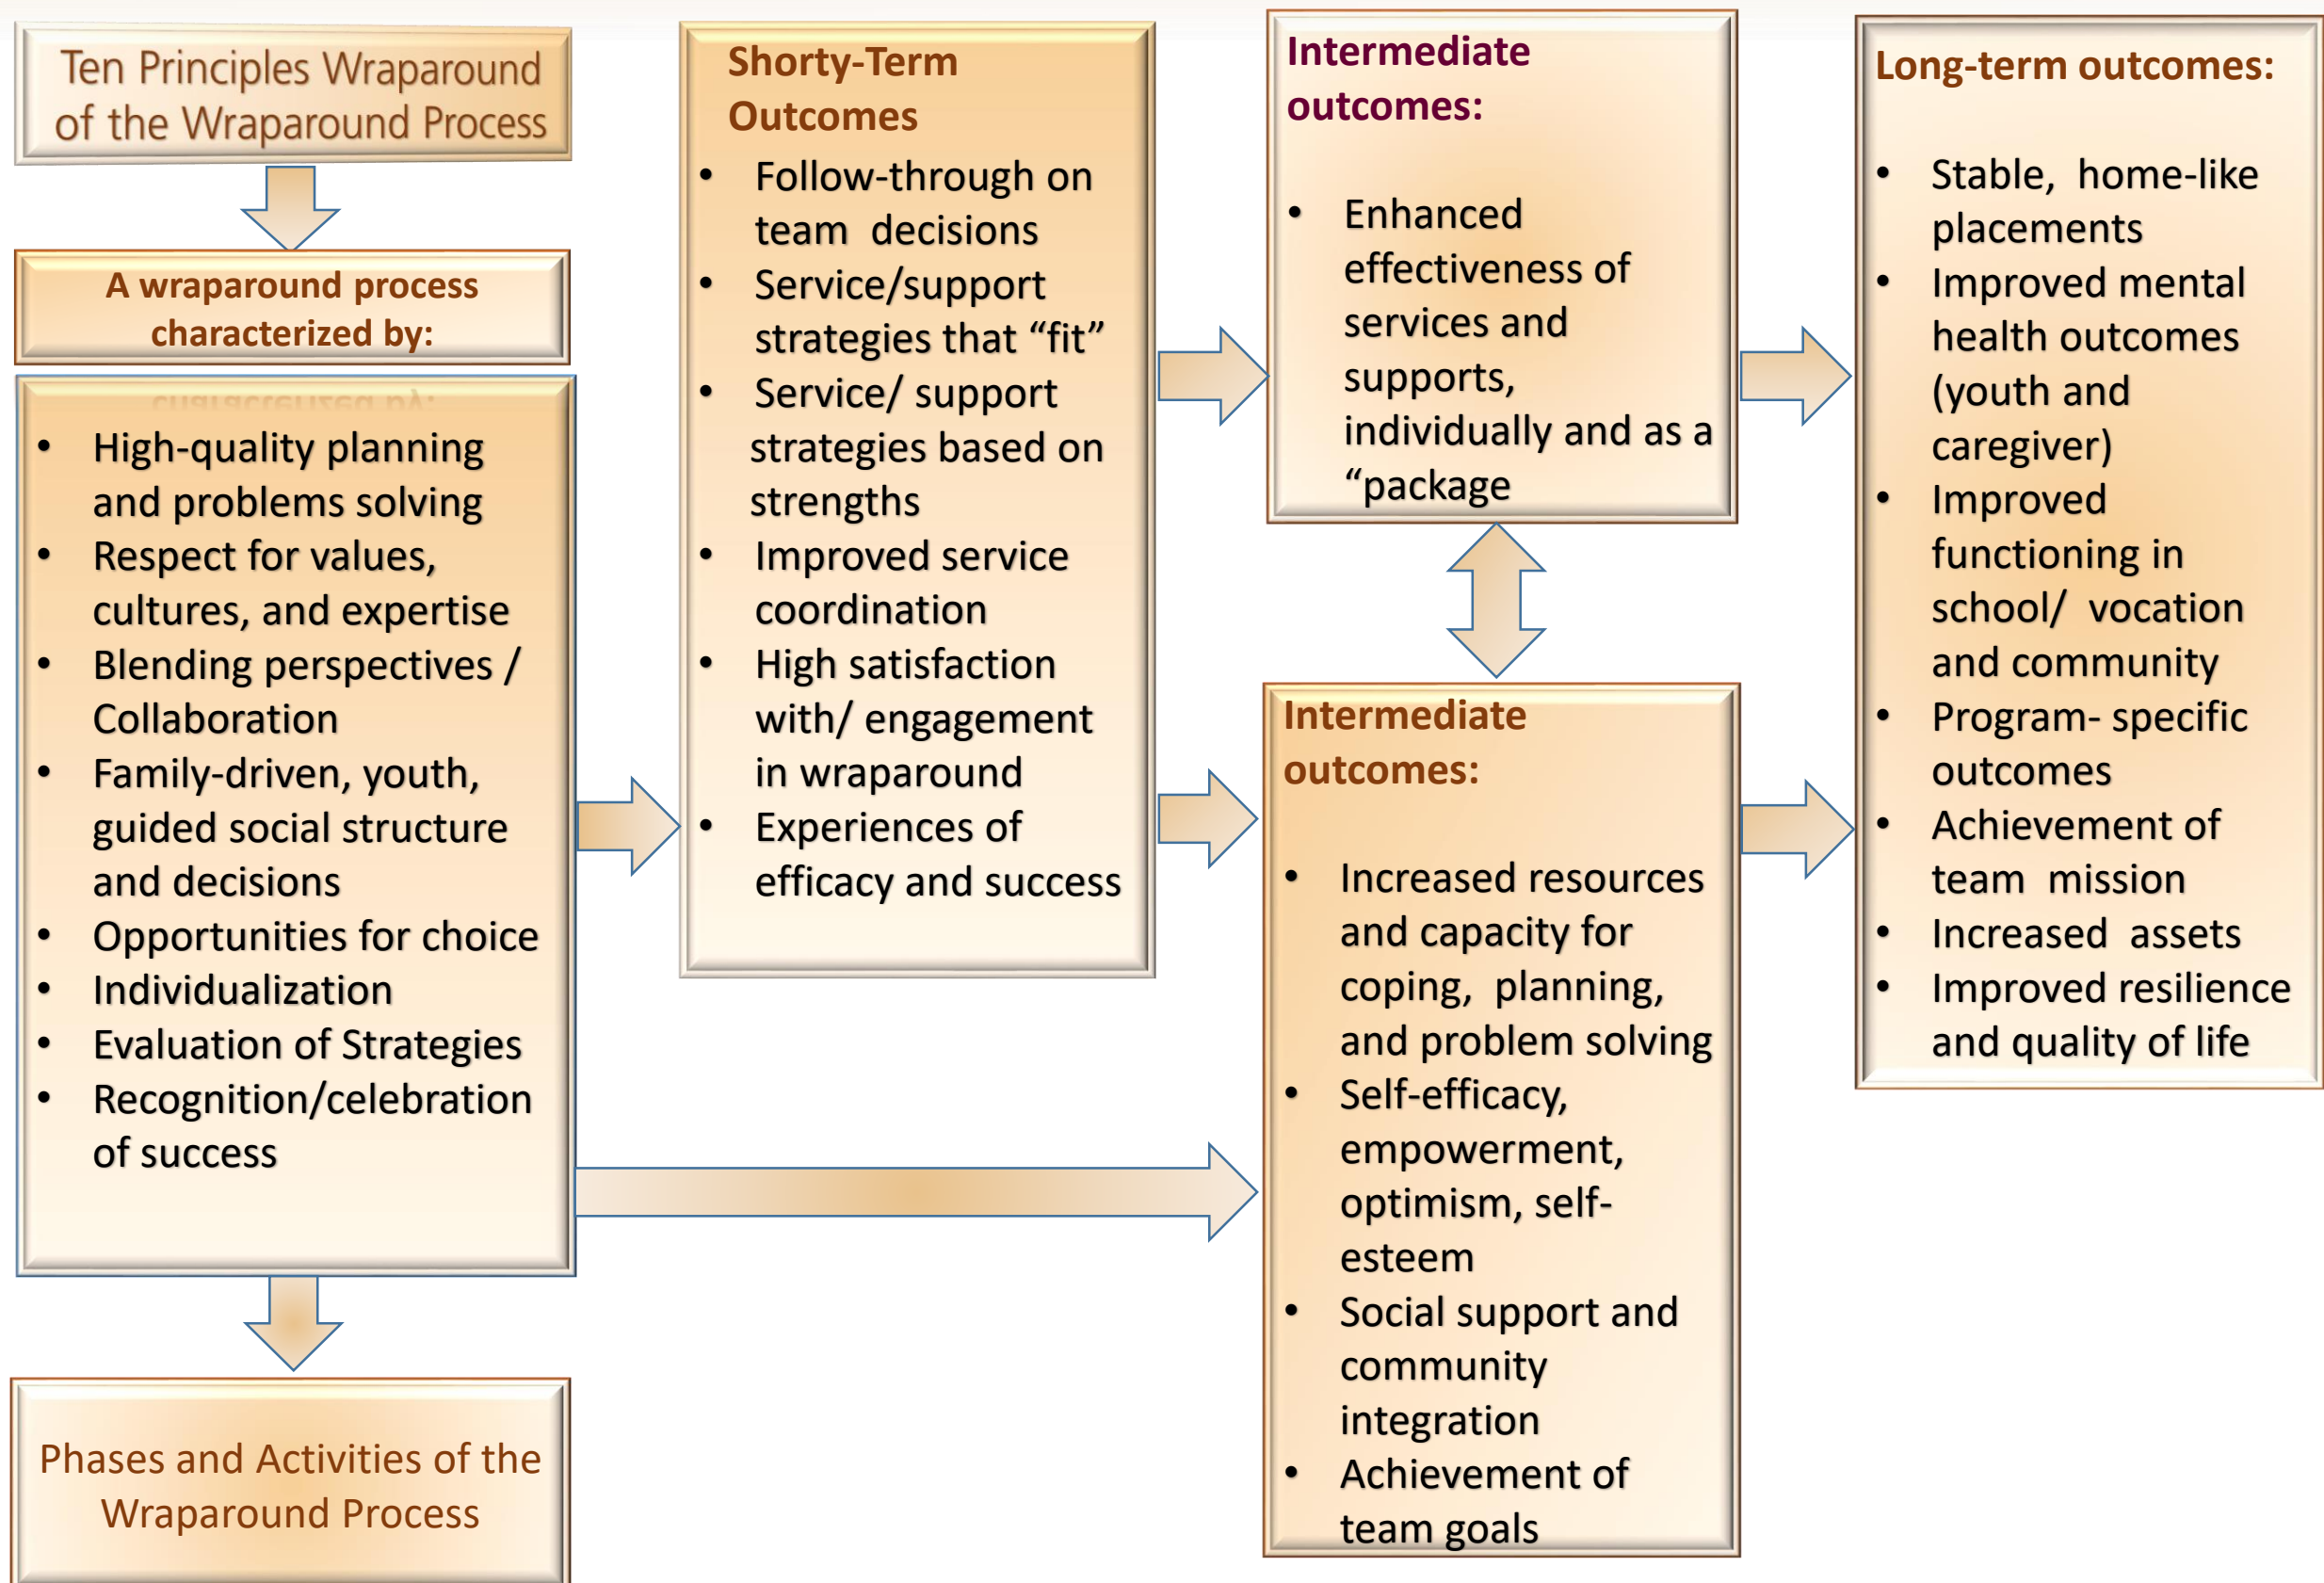 Ten Principles Wraparound
of the Wraparound Process
A wraparound process
characterized by:
characterized by:
• High-quality planning
and problems solving
• Respect for values,
cultures, and expertise
• Blending perspectives /
Collaboration
• Family-driven, youth,
guided social structure
and decisions
• Opportunities for choice
• Individualization
• Evaluation of Strategies
• Recognition/celebration
of success
Phases and Activities of the
Wraparound Process
Shorty-Term
Outcomes
• Follow-through on
team decisions
• Service/support
strategies that “fit”
• Service/ support
strategies based on
strengths
• Improved service
coordination
• High satisfaction
with/ engagement
in wraparound
• Experiences of
efficacy and success
Intermediate
outcomes:
• Enhanced
effectiveness of
services and
supports,
individually and as a
“package
Intermediate
outcomes:
• Increased resources
and capacity for
coping, planning,
and problem solving
• Self-efficacy,
empowerment,
optimism, self-
esteem
• Social support and
community
integration
• Achievement of
team goals
Long-term outcomes:
• Stable, home-like
placements
• Improved mental
health outcomes
(youth and
caregiver)
• Improved
functioning in
school/ vocation
and community
• Program- specific
outcomes
• Achievement of
team mission
• Increased assets
• Improved resilience
and quality of life